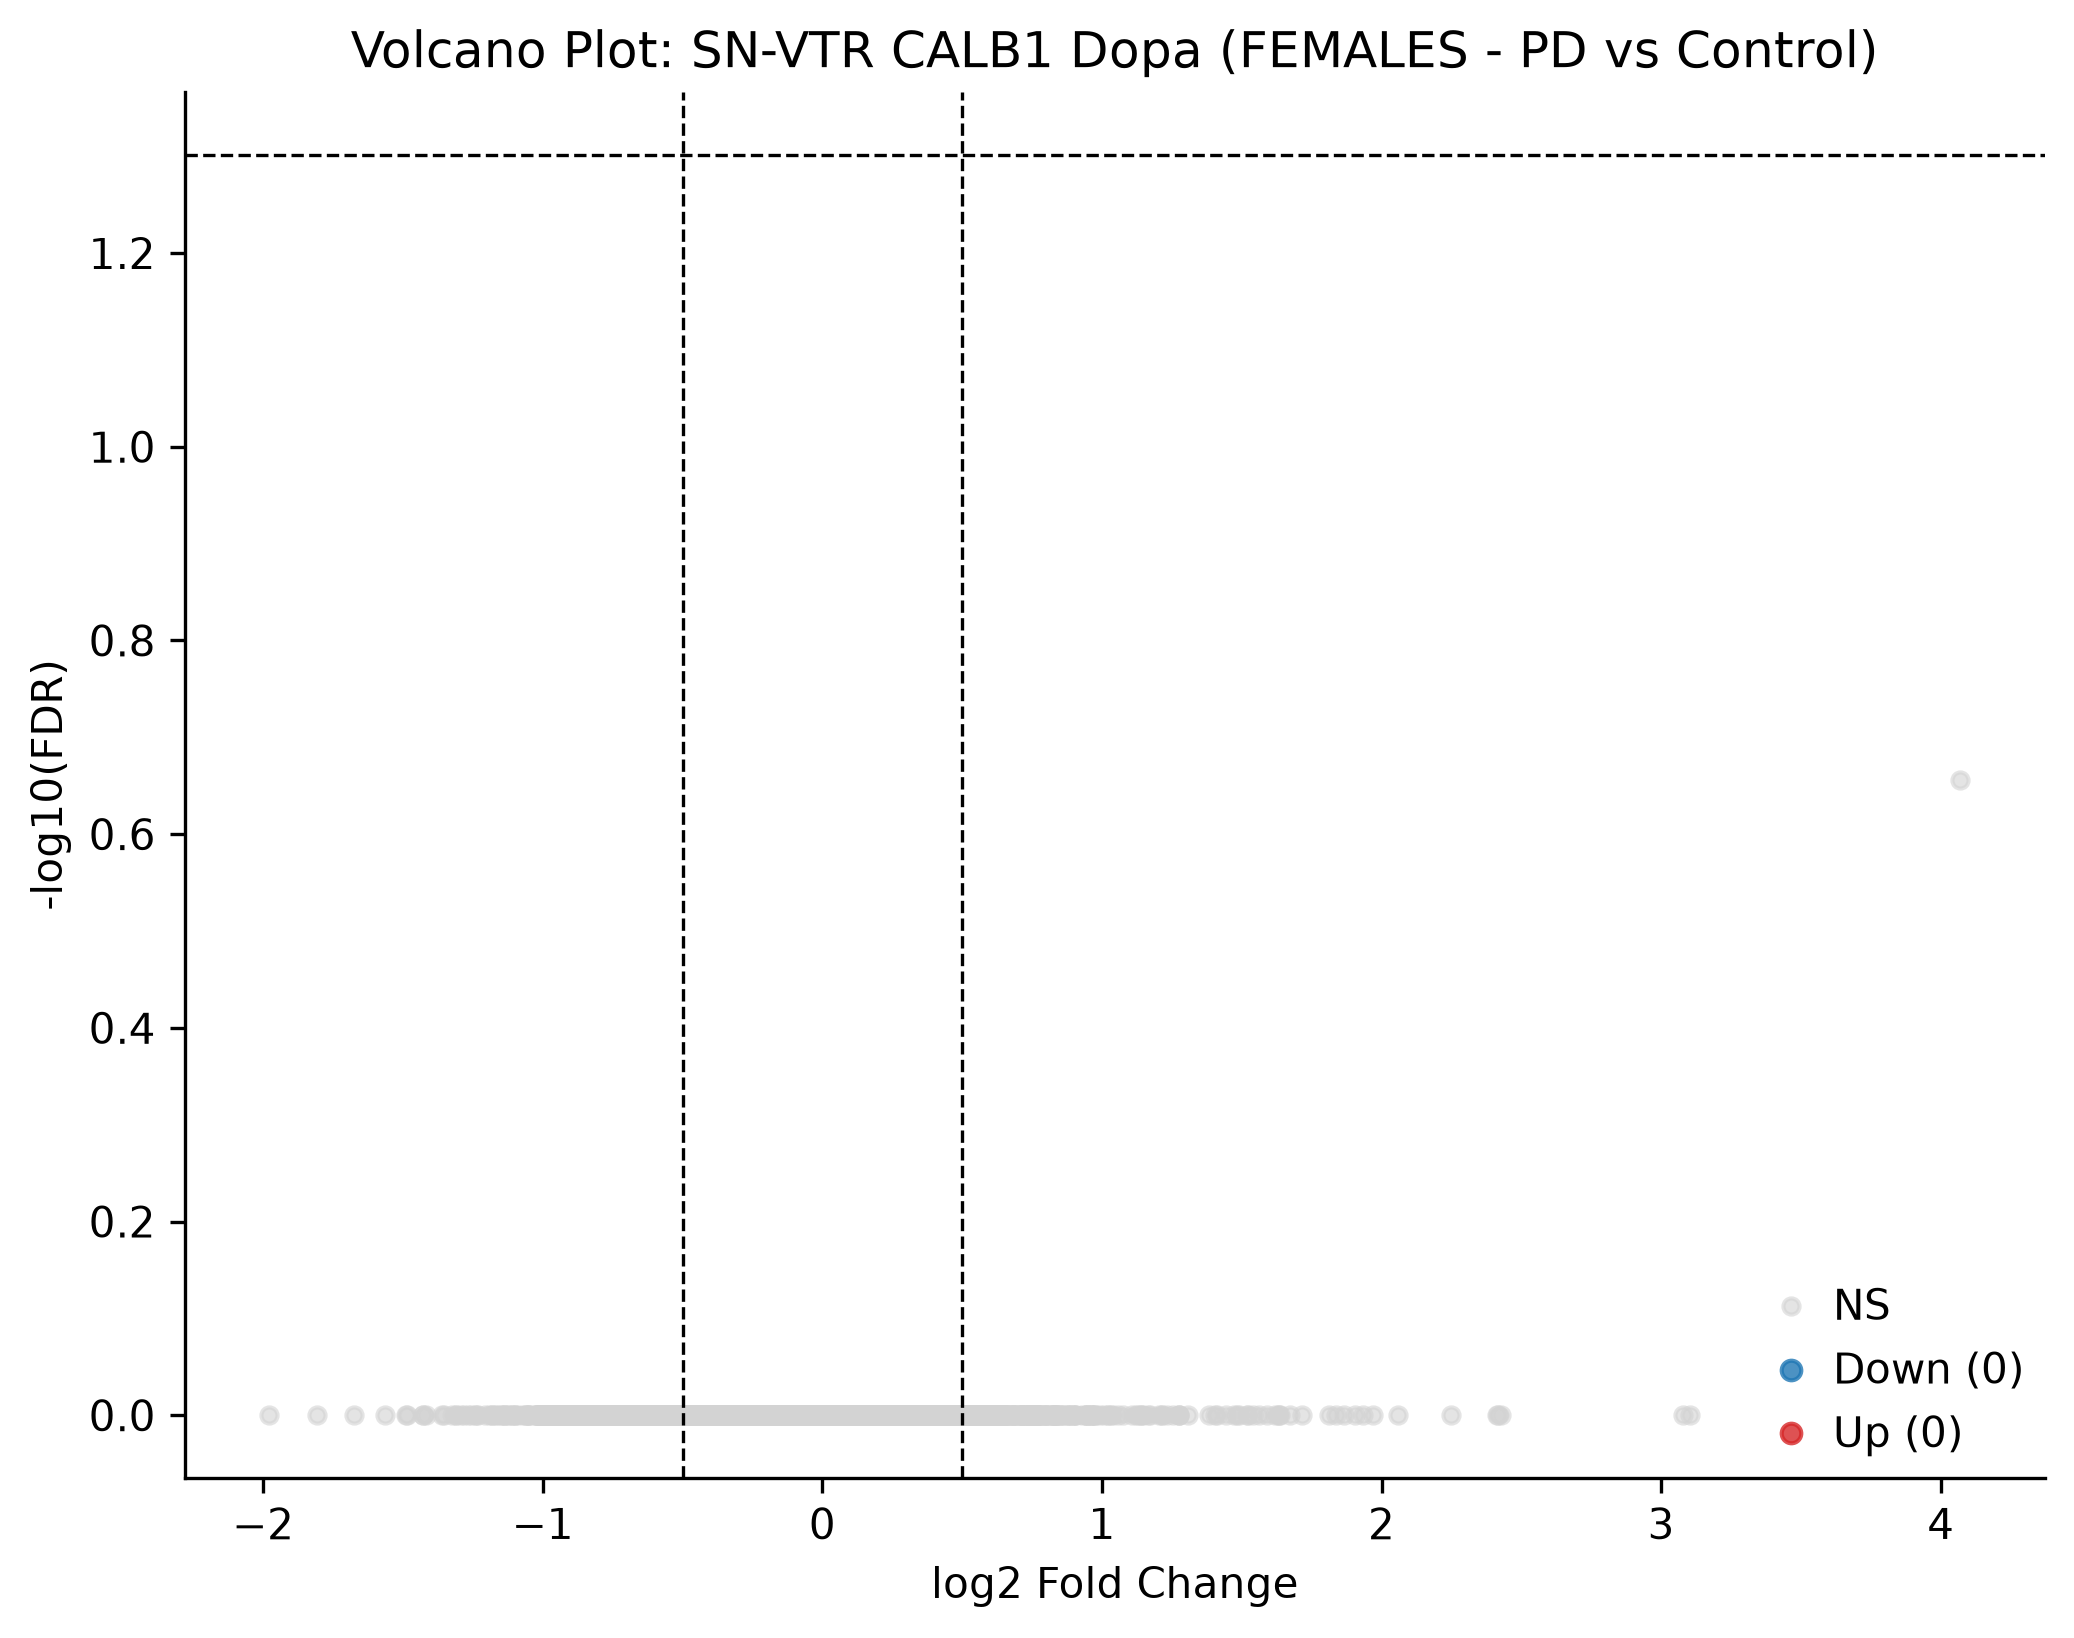 Volcano Plot: SN-VTR CALB1 Dopa (FEMALES - PD vs Control)
-log10(FDR)
1.2
1.0
0.8
0.6
0.4
0.2
0.0
NS
Down (0)
Up (0)
−2 −1 0 1 2 3 4
log2 Fold Change